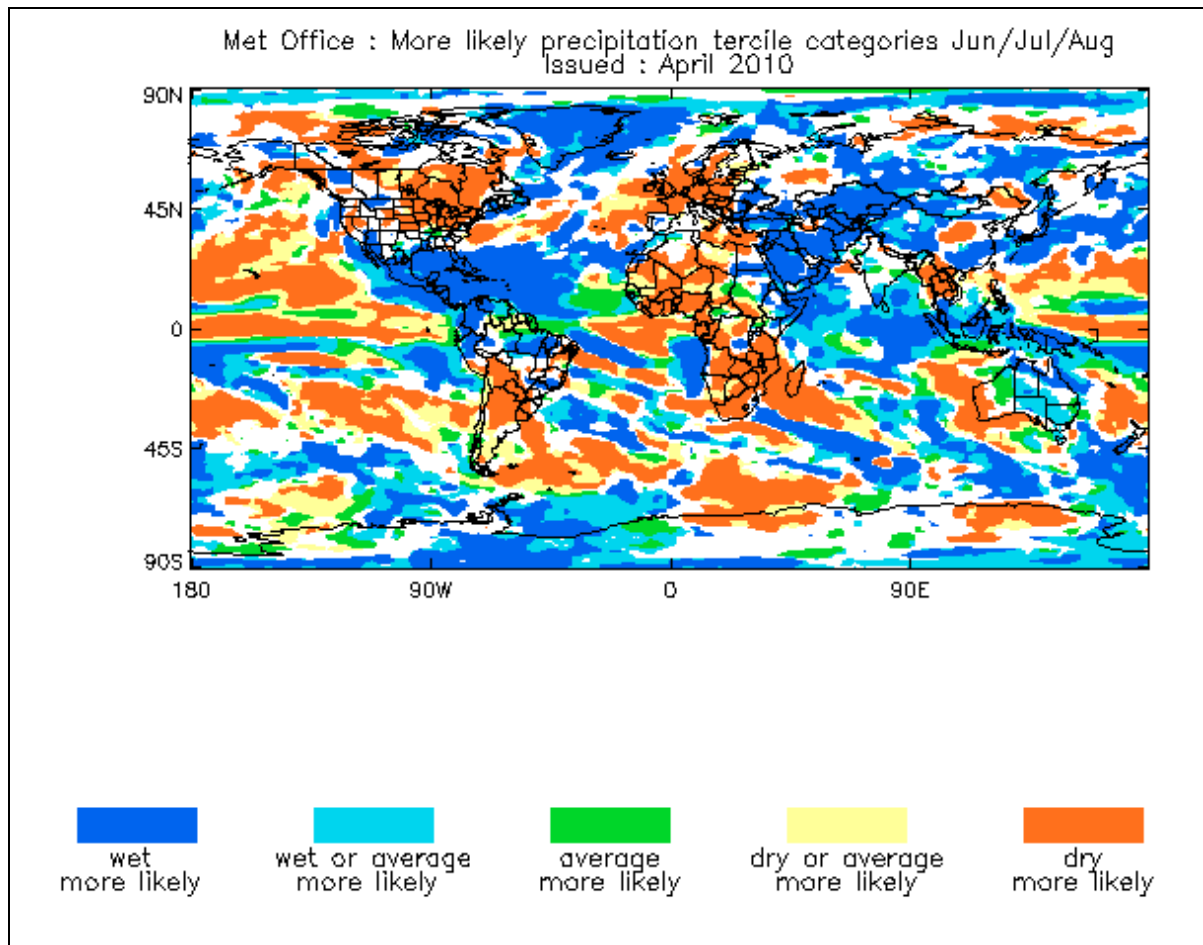 Met Office : More likely precipitation tercile categories Jun/Jul/Aug
Issued : April 2010
90N
45N
0
45S
90S
180 90W 0 90E
wet
more likely
wet or average
more likely
average
more likely
dry or average
more likely
dry
more likely